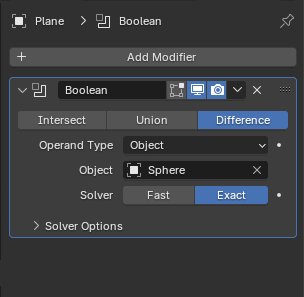 Plane > Boolean
Add Modifier
Boolean
Intersect Union Difference
Operand Type Object
Object Sphere
Solver Fast Exact
Solver Options